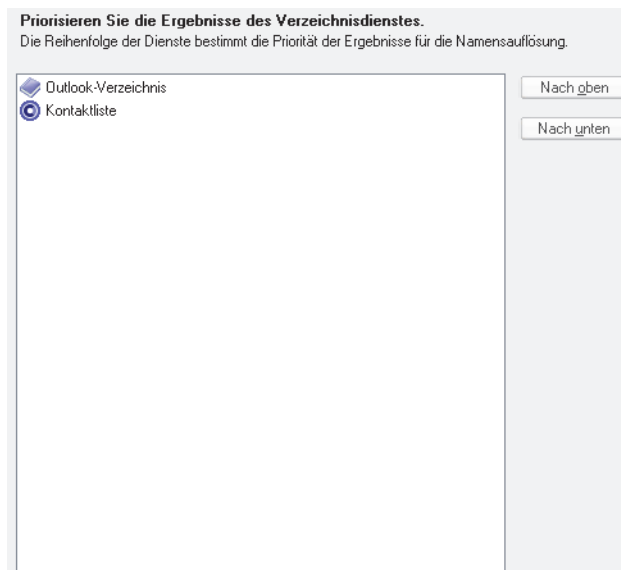 Priorisieren Sie die Ergebnisse des Verzeichnisdienstes.
Die Reihenfolge der Dienste bestimmt die Priorität der Ergebnisse für die Namensauflösung.
Outlook-Verzeichnis
Kontaktliste
Nach oben
Nach unten